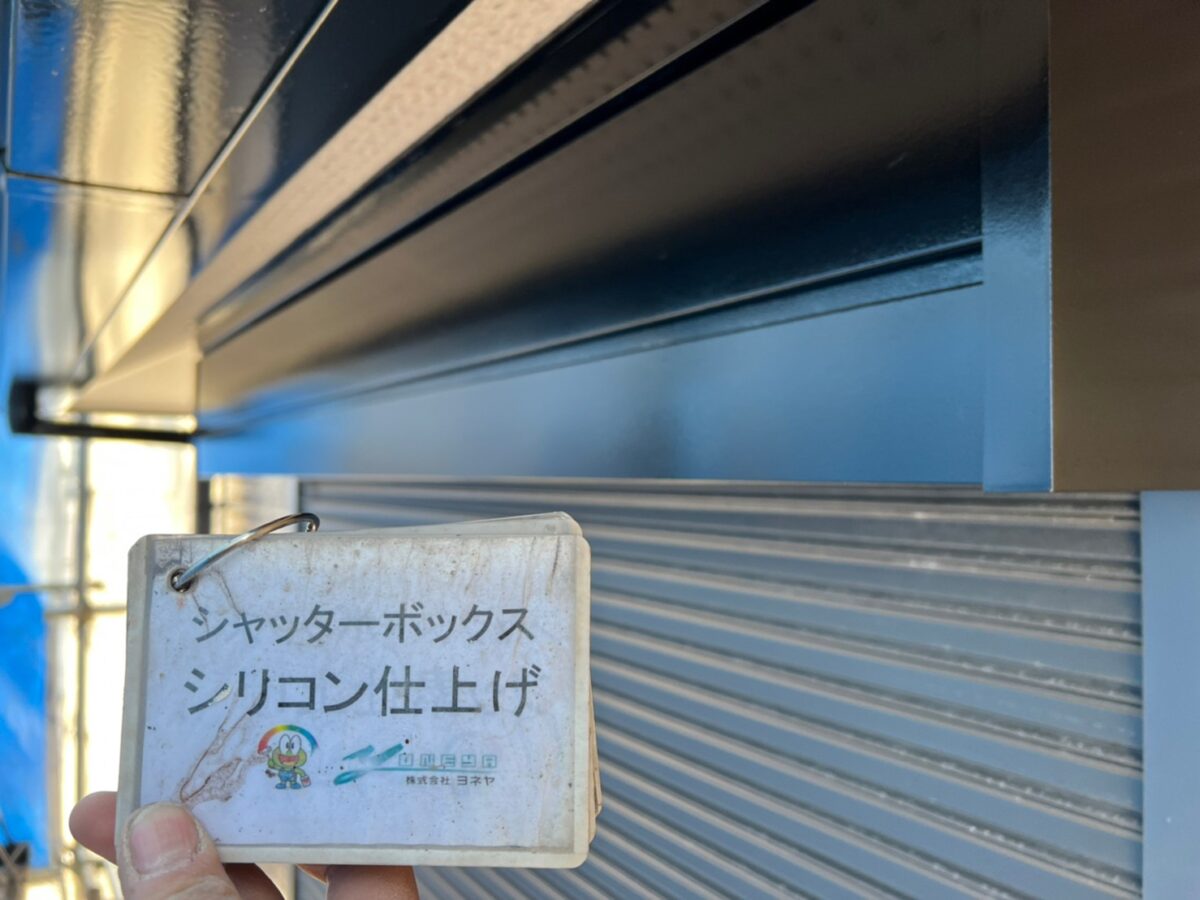 シャッターボックス
シリコン仕上げ
YONEYA
株式会社 ヨネヤ